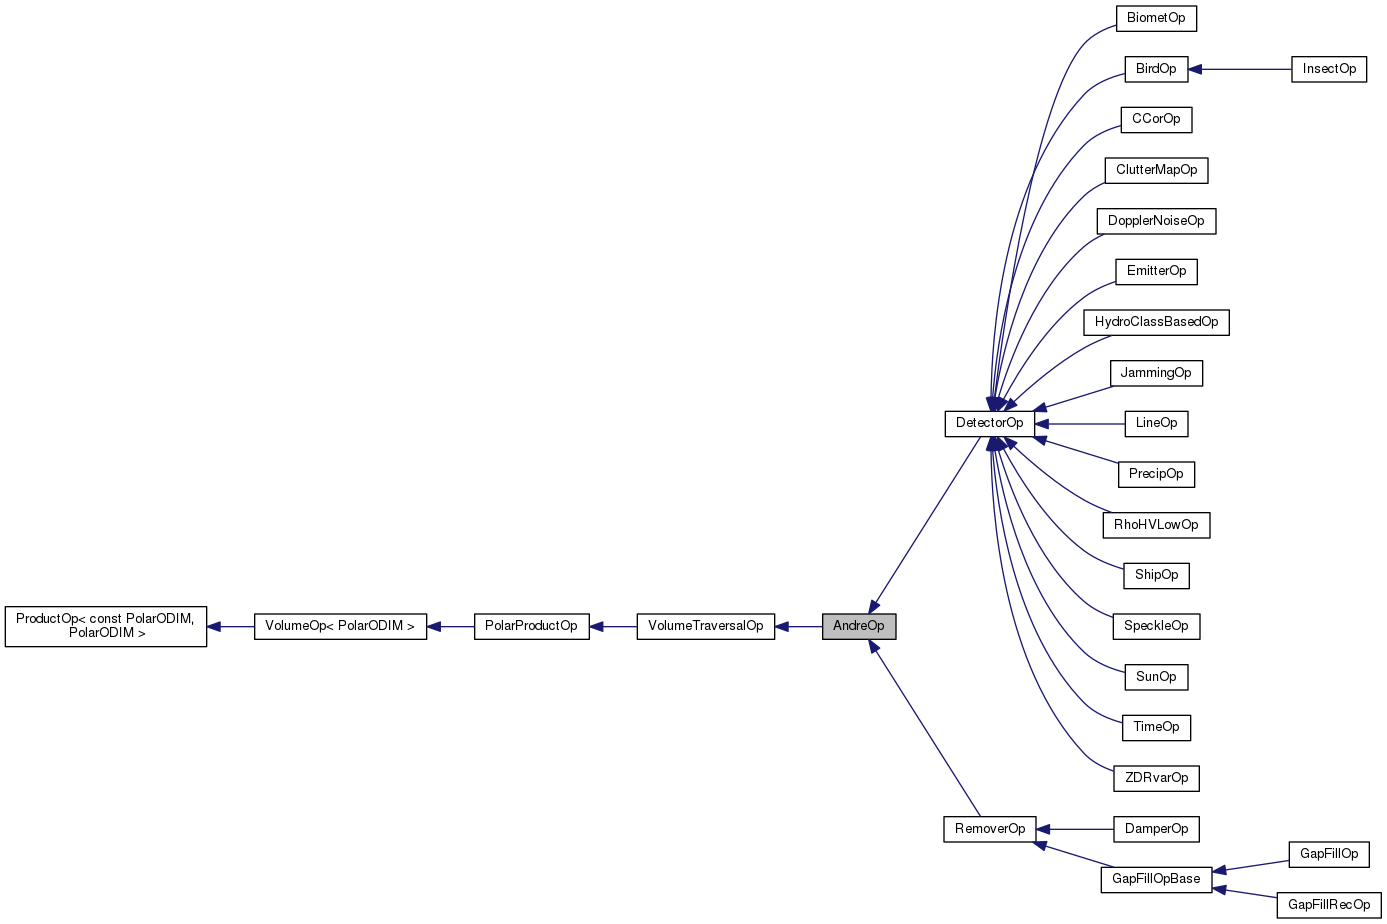 BiometOp
BirdOp
InsectOp
CCorOp
ClutterMapOp
DopplerNoiseOp
EmitterOp
HydroClassBasedOp
JammingOp
DetectorOp
LineOp
PrecipOp
RhoHVLowOp
ShipOp
ProductOp< const PolarODIM,
PolarODIM >
VolumeOp< PolarODIM >
PolarProductOp
VolumeTraversalOp
AndreOp
SpeckleOp
SunOp
TimeOp
ZDRvarOp
RemoverOp
DamperOp
GapFillOp
GapFillOpBase
GapFillRecOp